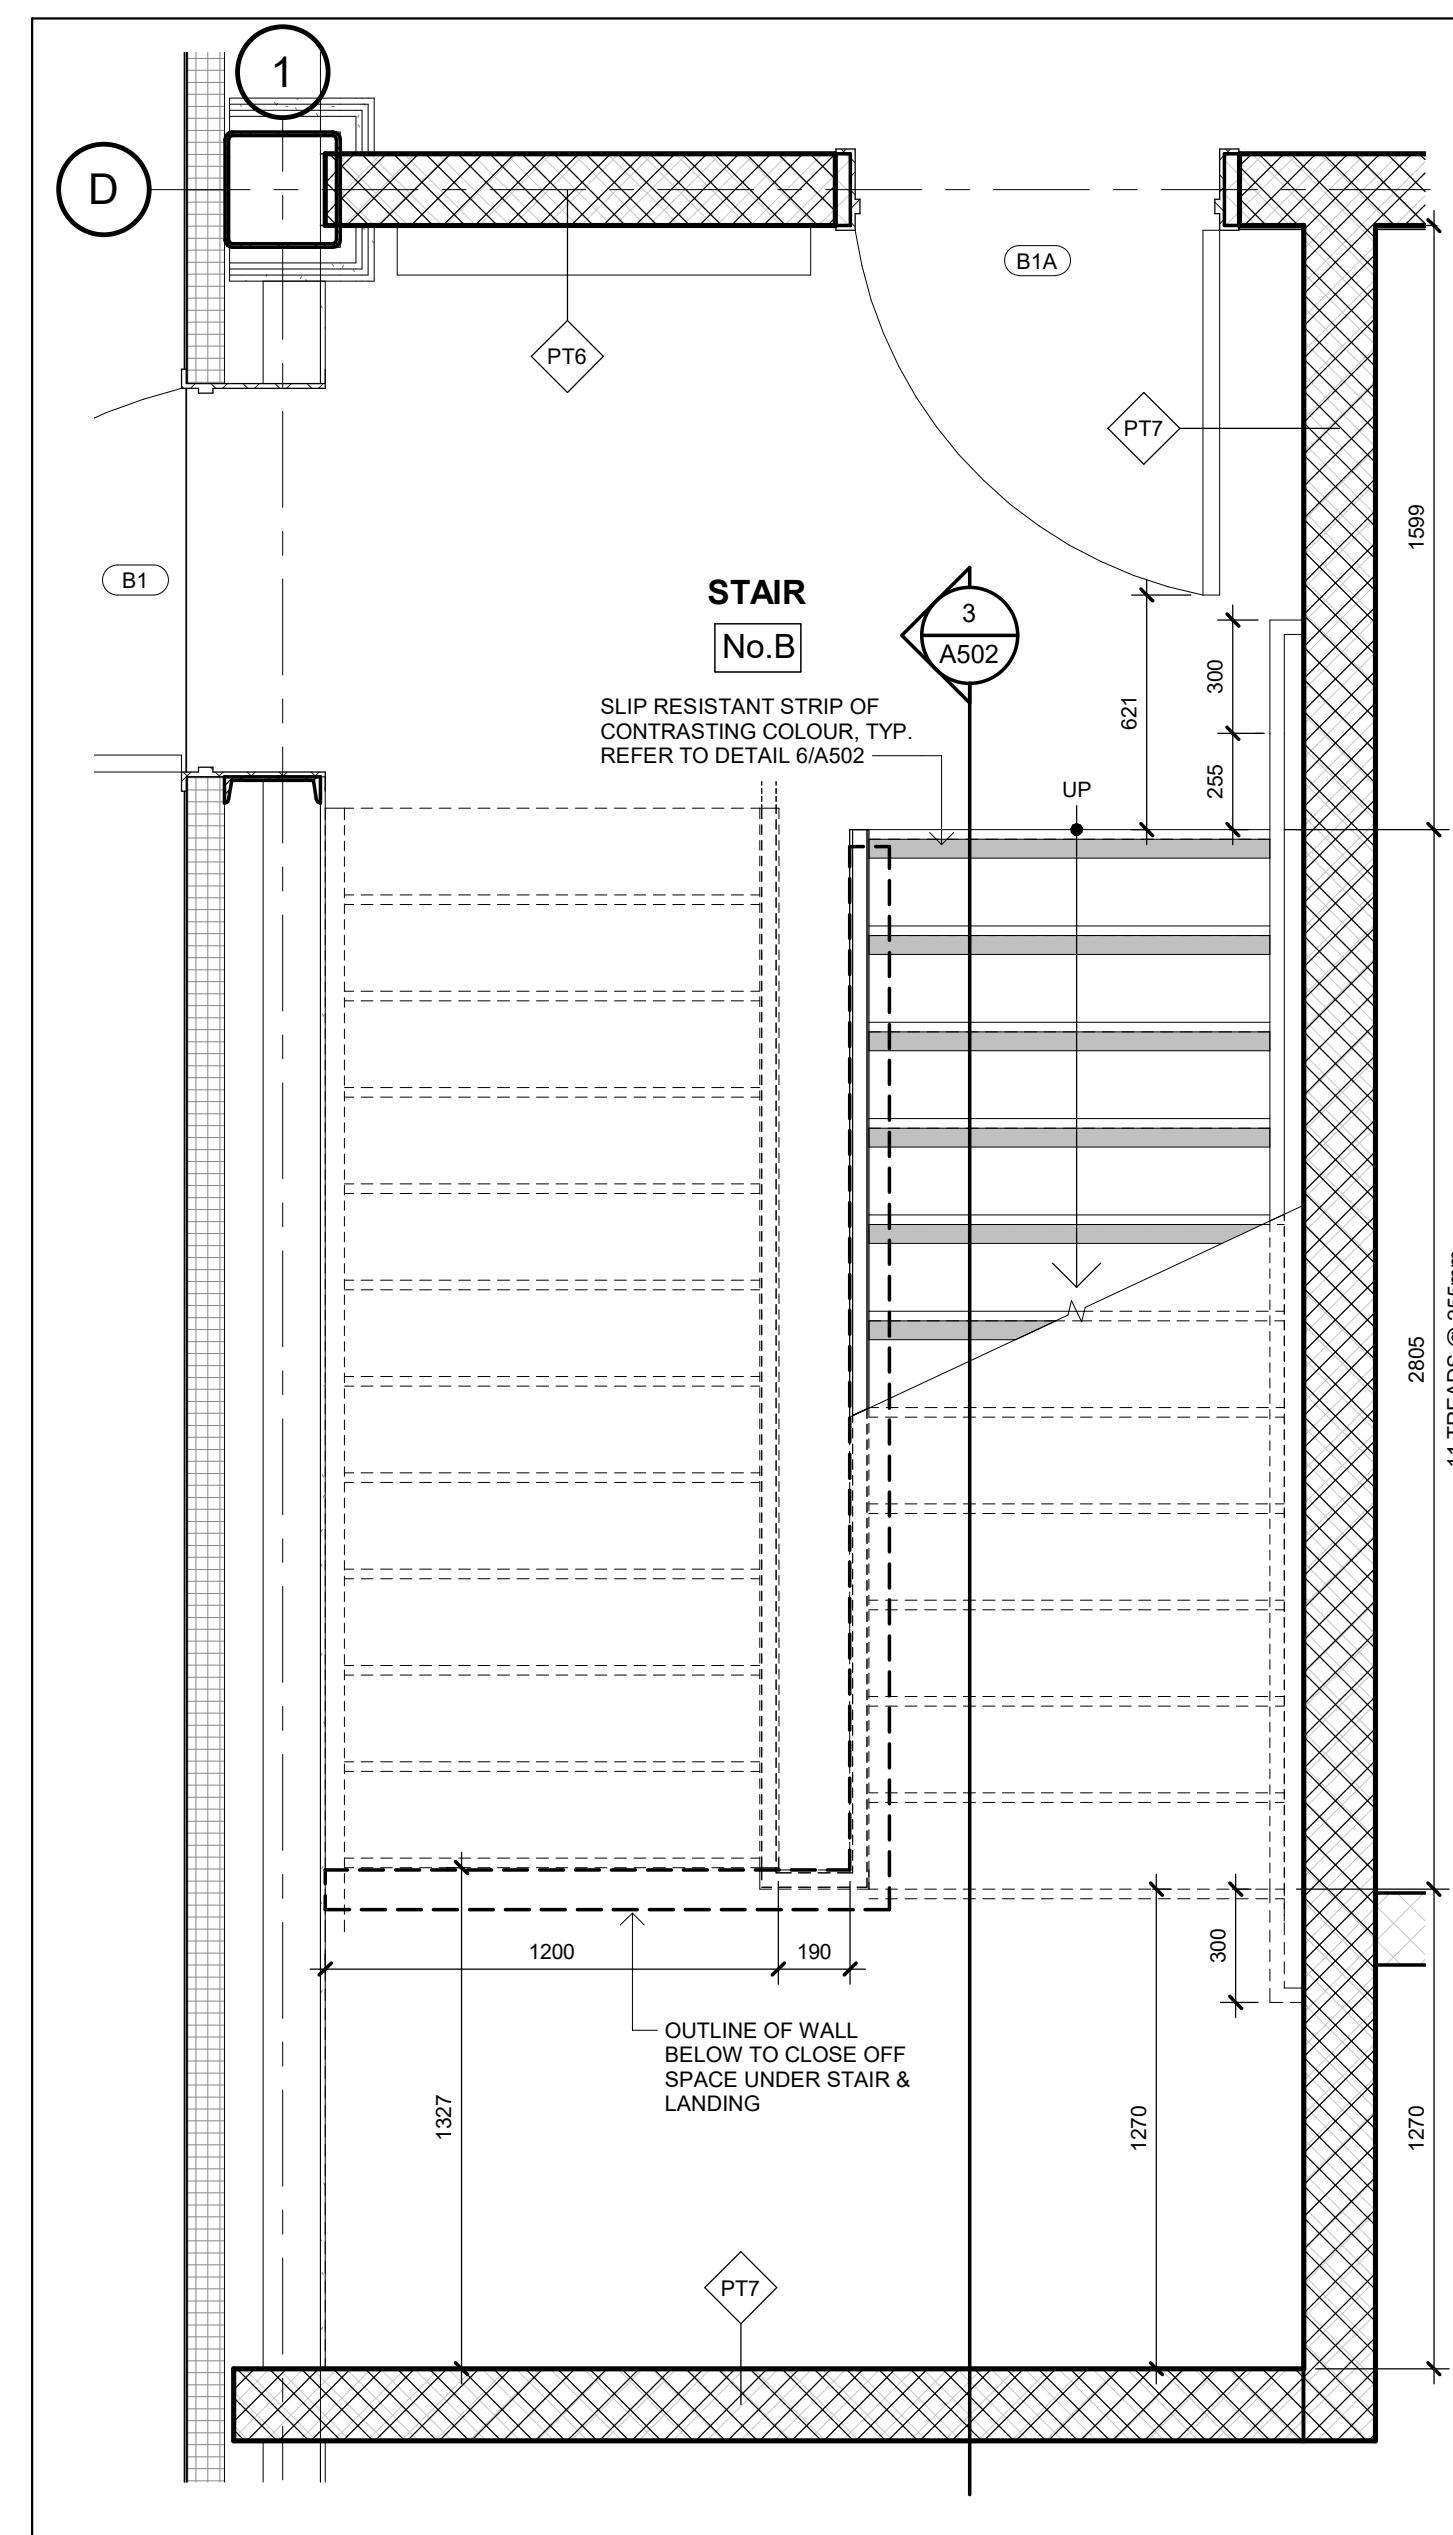 1
D
B1A
PT6
PT7
1599
B1
STAIR
No.B
3
A502
300
621
SLIP RESISTANT STRIP OF
CONTRASTING COLOUR, TYP.
REFER TO DETAIL 6/A502
255
UP
2805
1200
190
300
OUTLINE OF WALL
BELOW TO CLOSE OFF
SPACE UNDER STAIR &
LANDING
1327
1270
1270
PT7